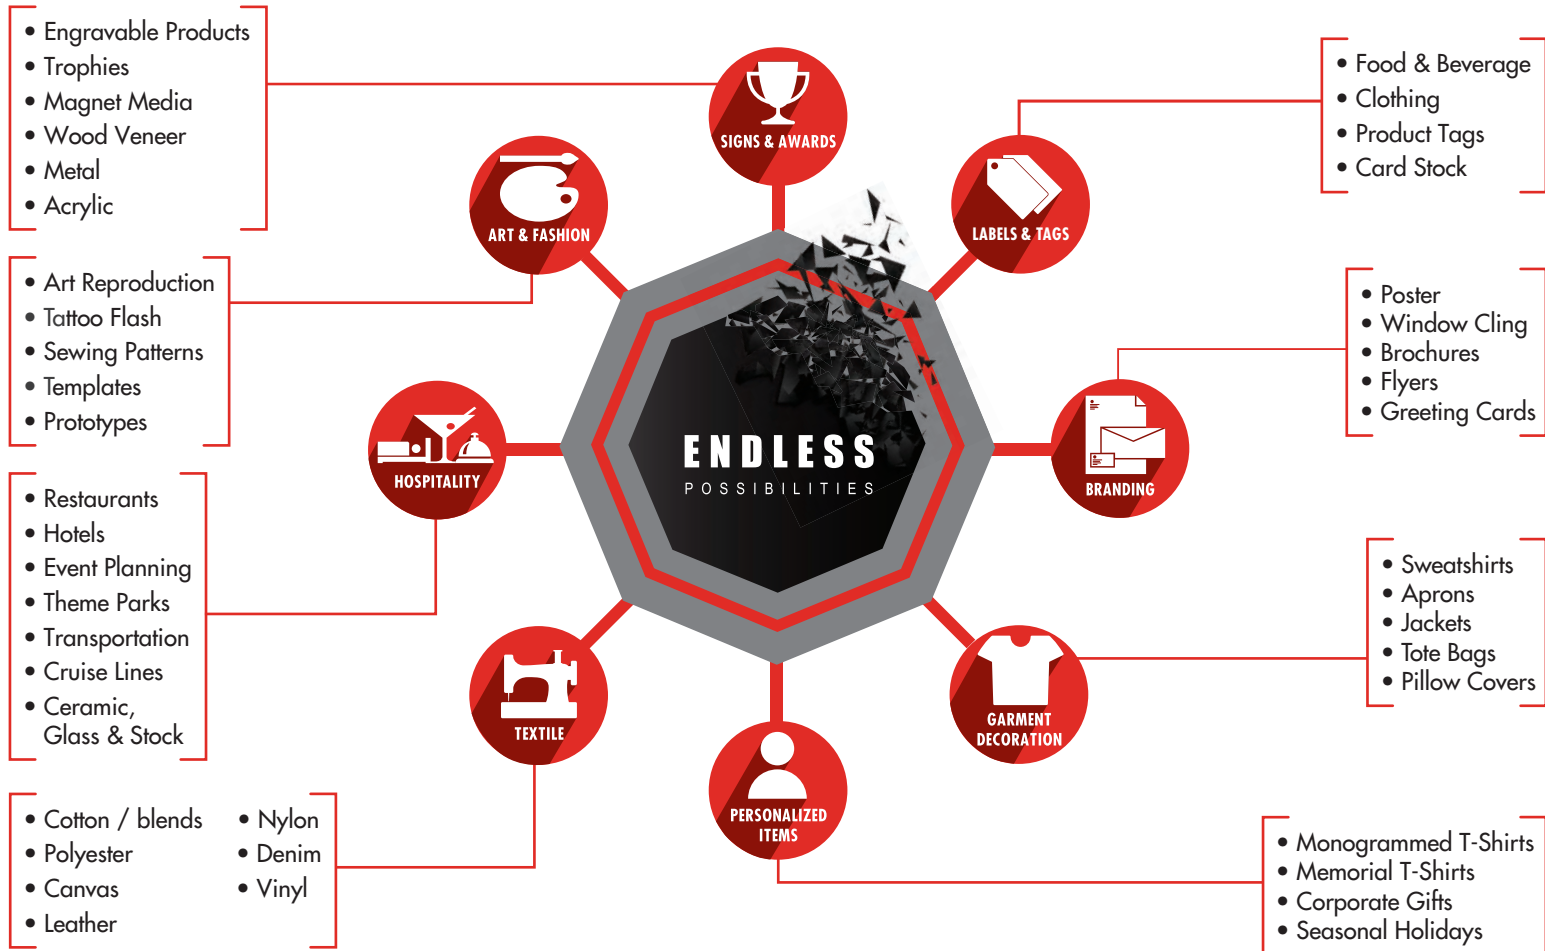 • Engravable Products
• Trophies
• Magnet Media
• Wood Veneer
• Metal
• Acrylic
SIGNS & AWARDS
• Food & Beverage
• Clothing
• Product Tags
• Card Stock
LABELS & TAGS
ART & FASHION
• Art Reproduction
• Tattoo Flash
• Sewing Patterns
• Templates
• Prototypes
• Poster
• Window Cling
• Brochures
• Flyers
• Greeting Cards
BRANDING
HOSPITALITY
ENDLESS
POSSIBILITIES
• Restaurants
• Hotels
• Event Planning
• Theme Parks
• Transportation
• Cruise Lines
• Ceramic,
Glass & Stock
• Sweatshirts
• Aprons
• Jackets
• Tote Bags
• Pillow Covers
GARMENT
DECORATION
TEXTILE
• Cotton / blends
• Polyester
• Canvas
• Leather
• Nylon
• Denim
• Vinyl
PERSONALIZED
ITEMS
• Monogrammed T-Shirts
• Memorial T-Shirts
• Corporate Gifts
• Seasonal Holidays